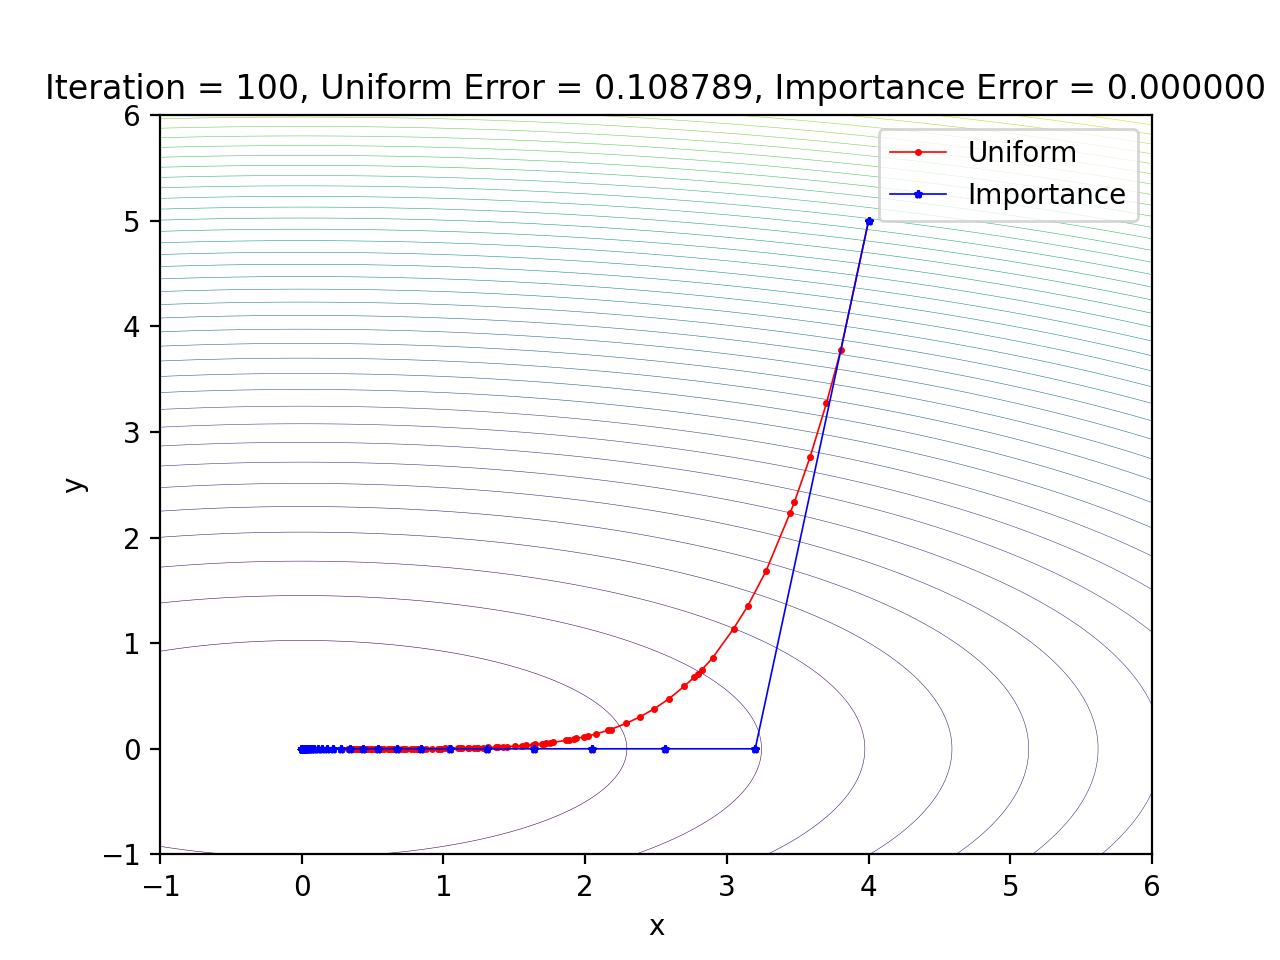 Iteration = 100, Uniform Error = 0.108789, Importance Error = 0.000000
6
5
4
3
2
1
0
−1
y
Uniform
Importance
−1 0 1 2 3 4 5 6
x